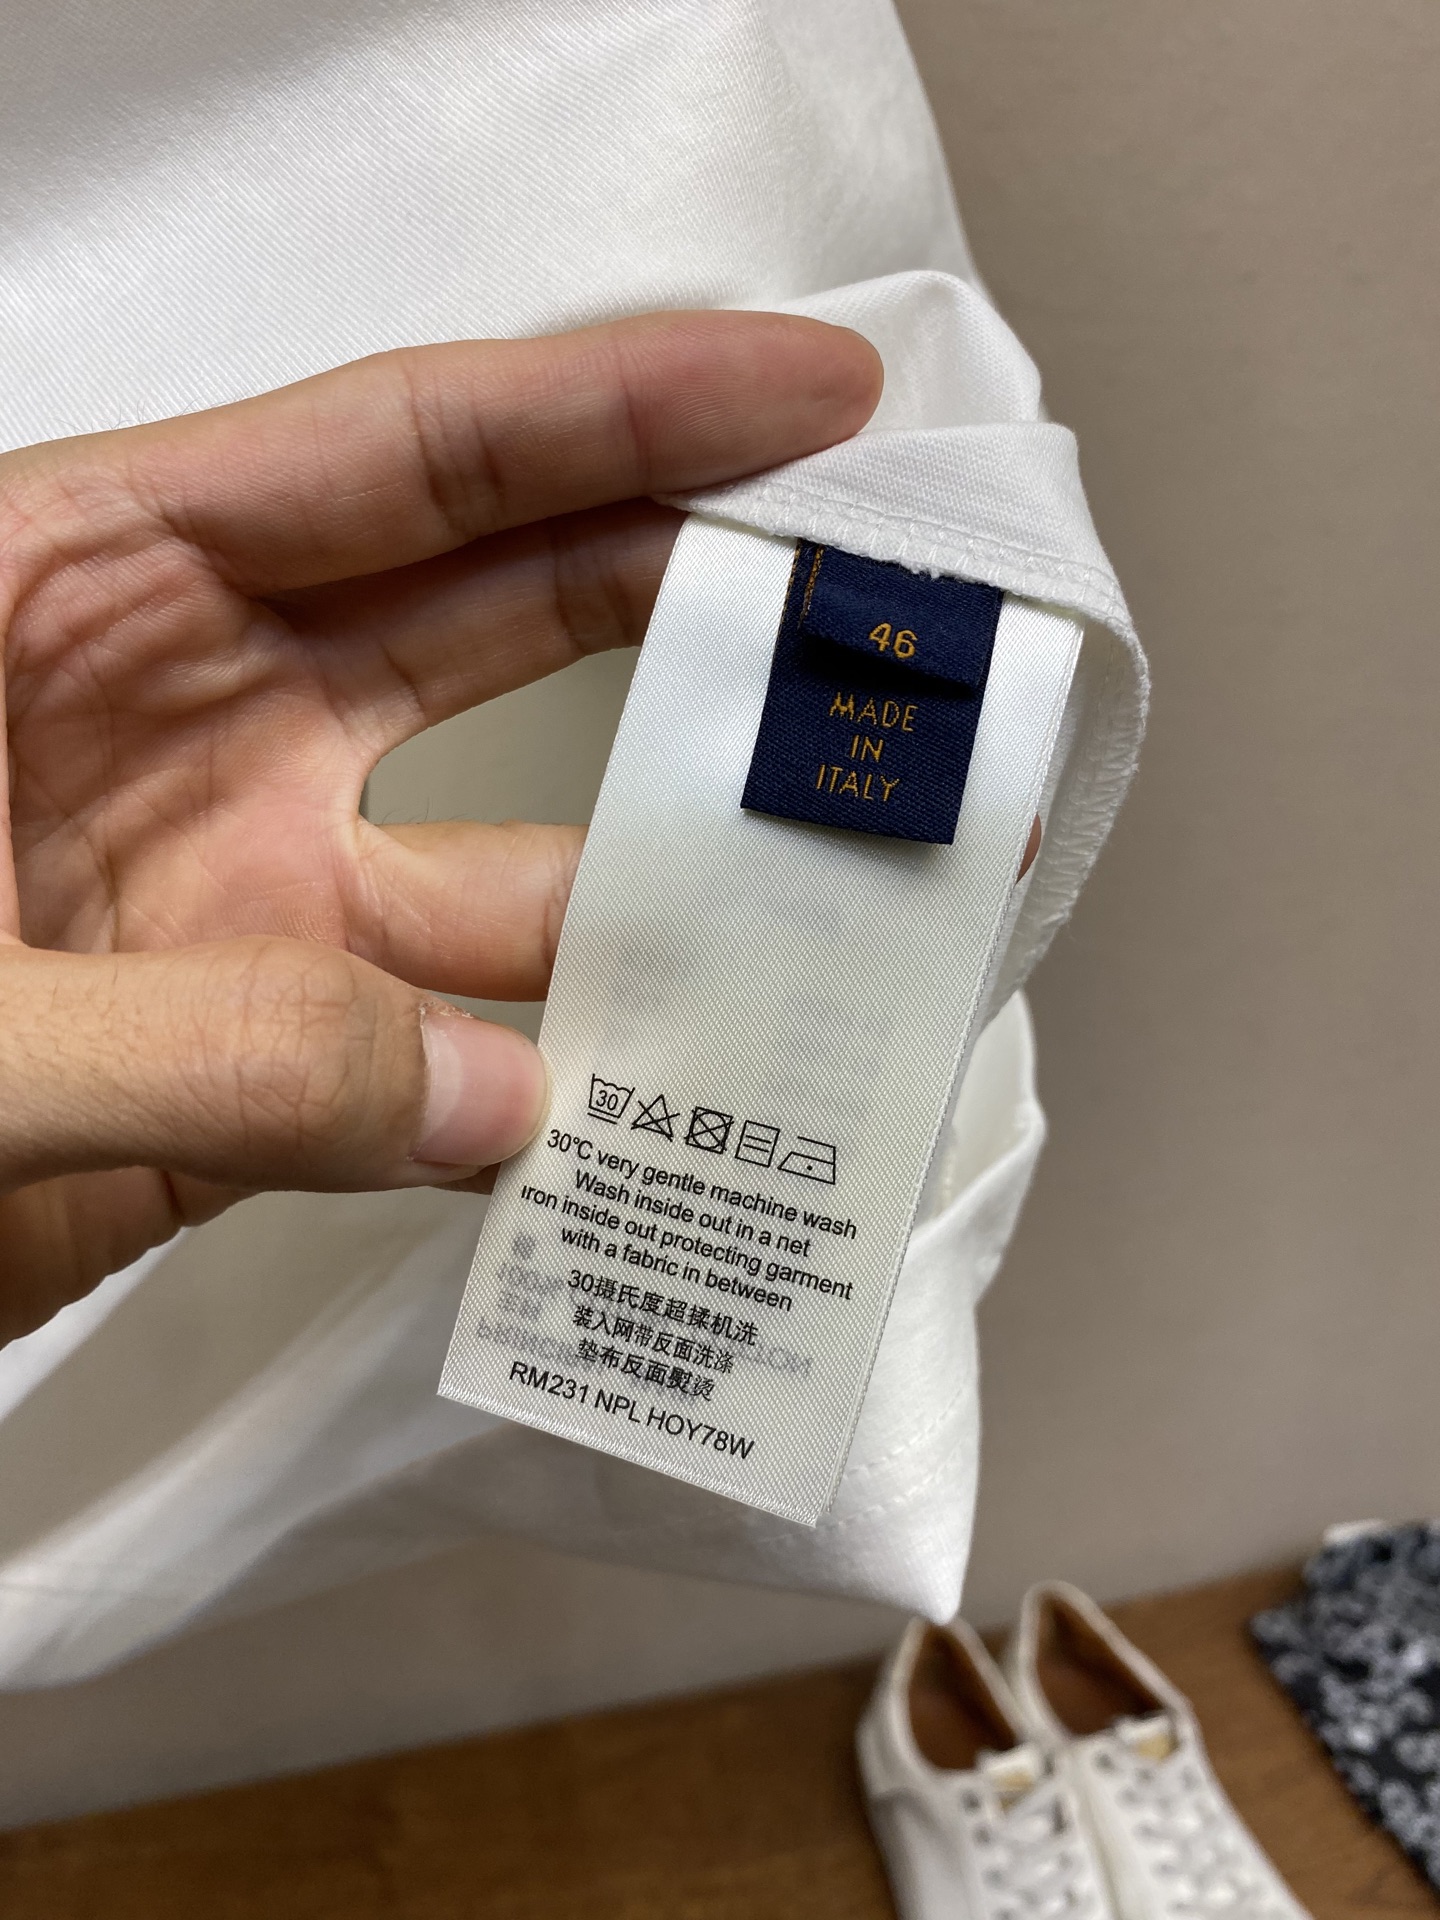 46
MADE
IN
ITALY
30
30°C very gentle machine wash
Wash inside out in a net
Iron inside out protecting garment
with a fabric in between
30摄氏度超揉机洗
装入网带反面洗涤
垫布反面熨烫
RM231 NPL HOY78W